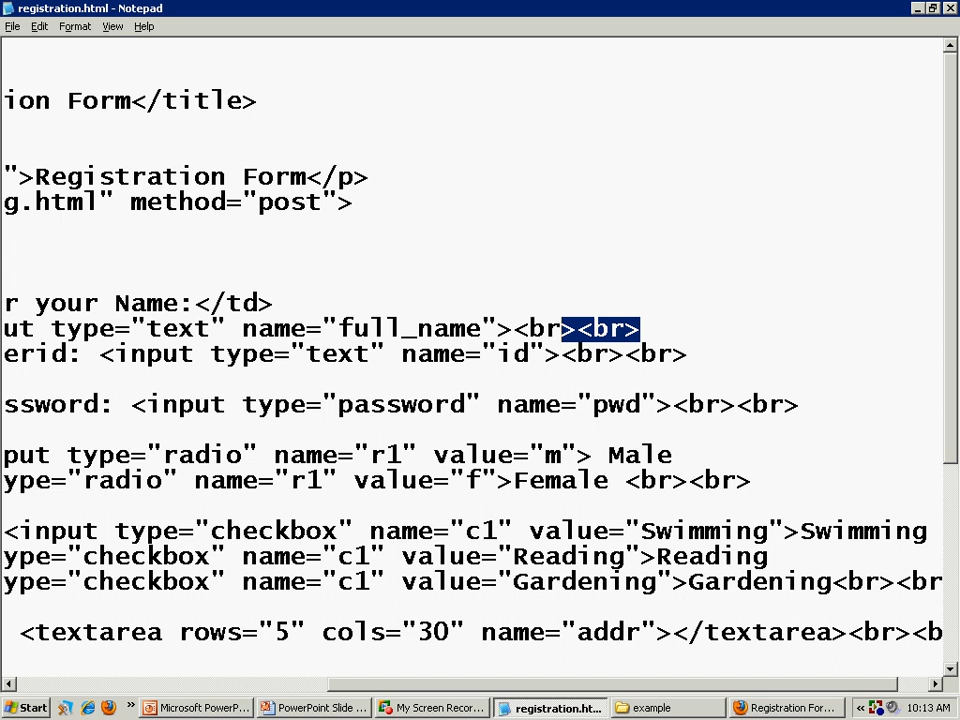 registration.html - Notepad
File Edit Format View Help
ion Form</title>
">Registration Form</p>
g.html" method="post">
r your Name:</td>
ut type="text" name="full_name"><br><br>
erid: <input type="text" name="id"><br><br>
ssword: <input type="password" name="pwd"><br><br>
put type="radio" name="r1" value="m"> Male
ype="radio" name="r1" value="f">Female <br><br>
<input type="checkbox" name="c1" value="Swimming">Swimming
ype="checkbox" name="c1" value="Reading">Reading
ype="checkbox" name="c1" value="Gardening">Gardening<br><br
<textarea rows="5" cols="30" name="addr"></textarea><br><b
Start » Microsoft PowerP... PowerPoint Slide ... My Screen Recor... registration.ht... example Registration For... « 10:13 AM